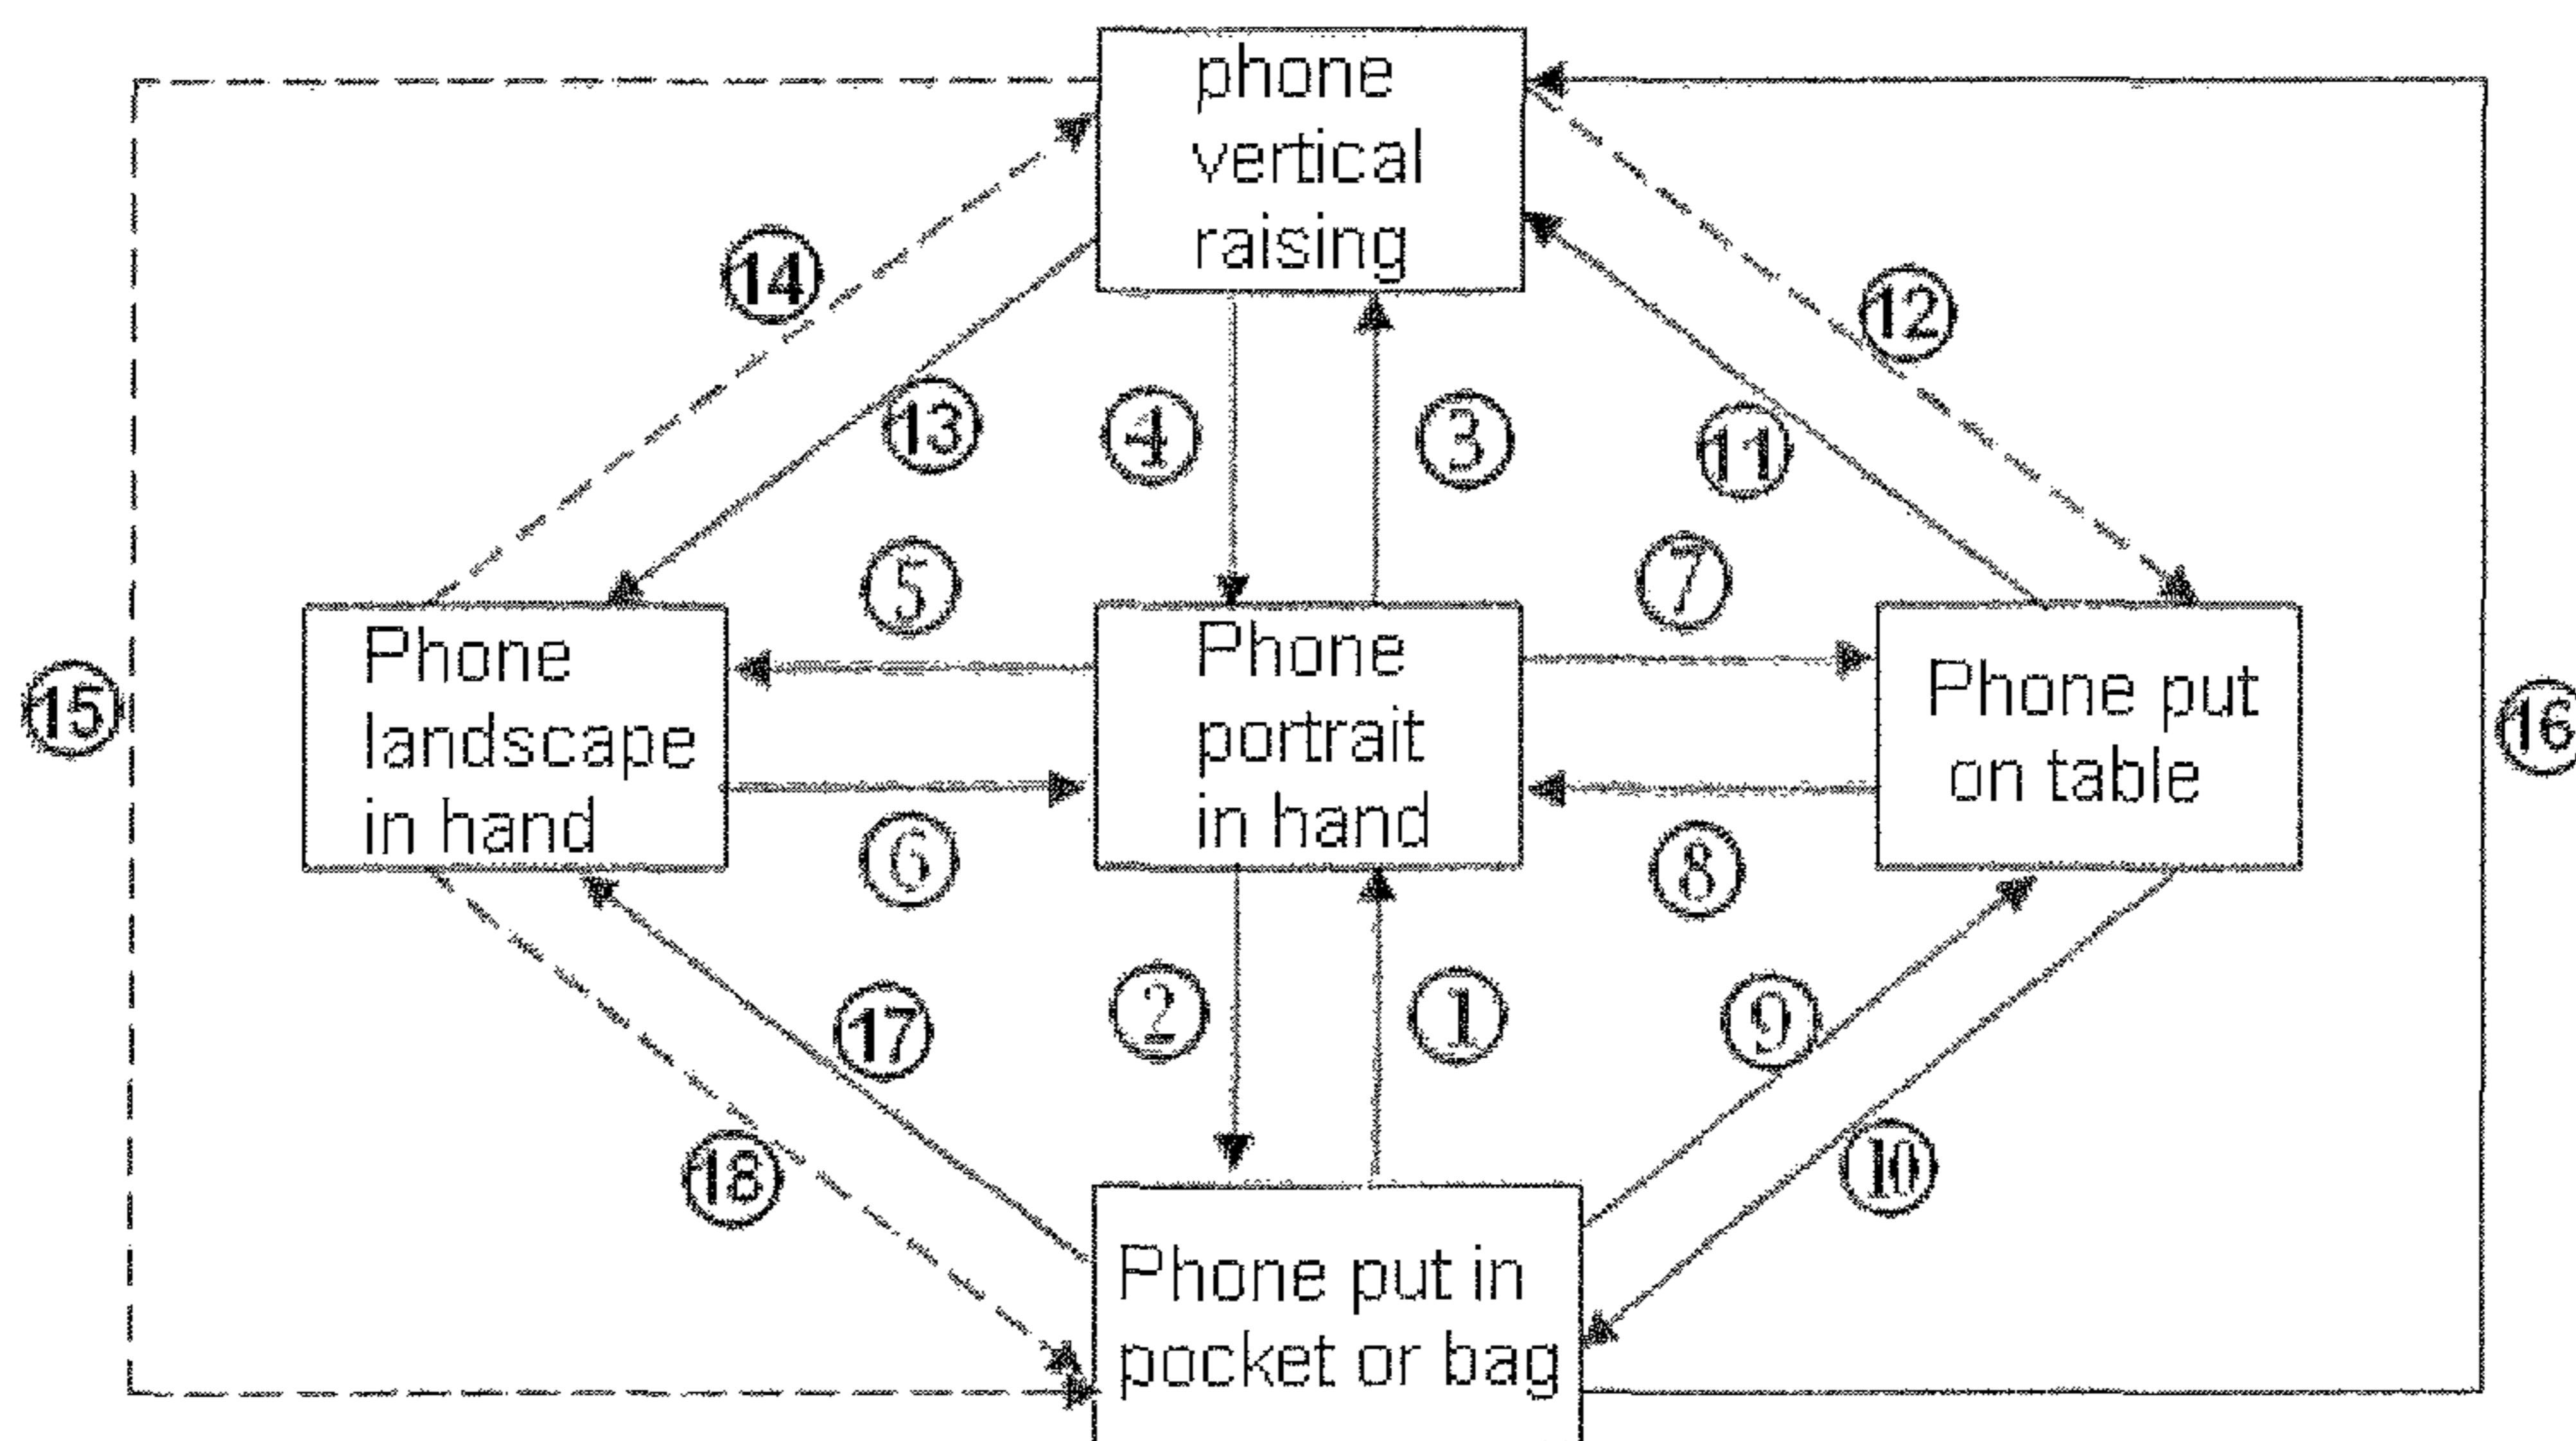 phone
vertical
raising
⑭
⑫
⑬
④
③
⑪
⑤
⑦
Phone
landscape
in hand
Phone
portrait
in hand
Phone put
on table
⑮
⑯
⑥
⑧
⑰
②
①
⑨
⑱
⑩
Phone put in
pocket or bag